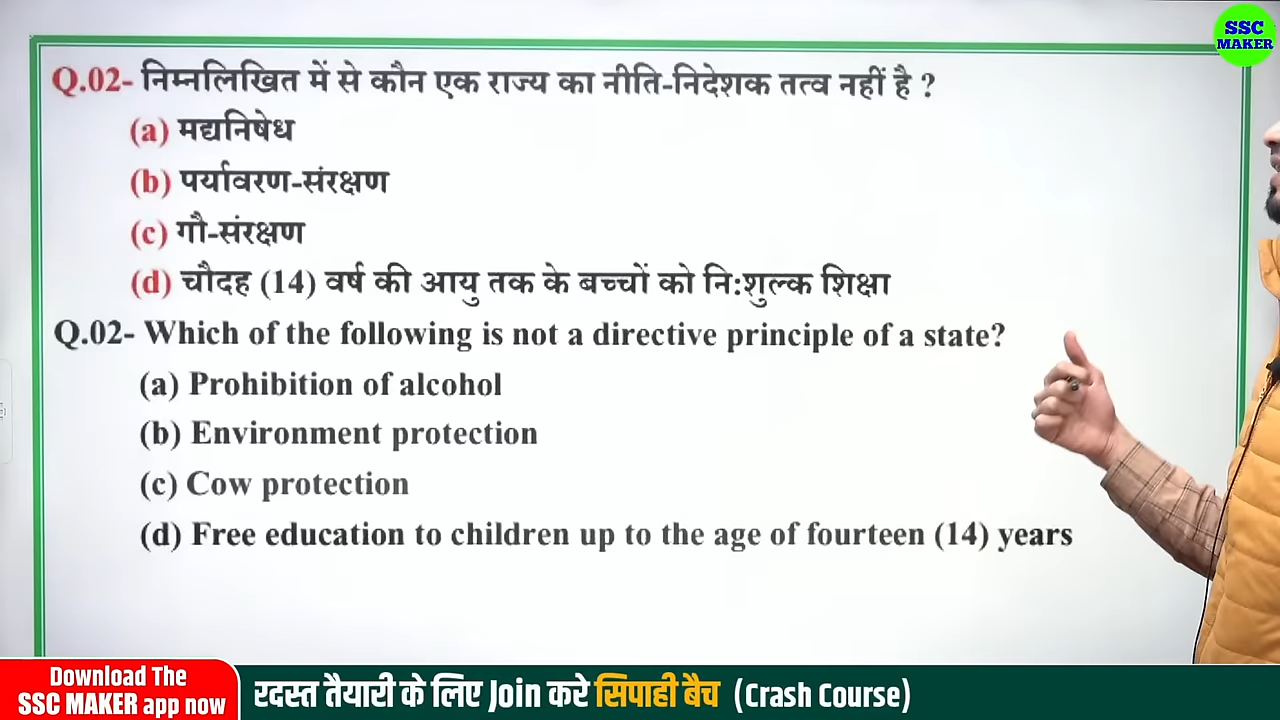 SSC
MAKER
Q.02- निम्नलिखित में से कौन एक राज्य का नीति-निदेशक तत्व नहीं है ?
(a) मद्यनिषेध
(b) पर्यावरण-संरक्षण
(c) गौ-संरक्षण
(d) चौदह (14) वर्ष की आयु तक के बच्चों को नि:शुल्क शिक्षा
Q.02- Which of the following is not a directive principle of a state?
(a) Prohibition of alcohol
(b) Environment protection
(c) Cow protection
(d) Free education to children up to the age of fourteen (14) years
Download The
SSC MAKER app now
रदस्त तैयारी के लिए Join करे सिपाही बैच (Crash Course)